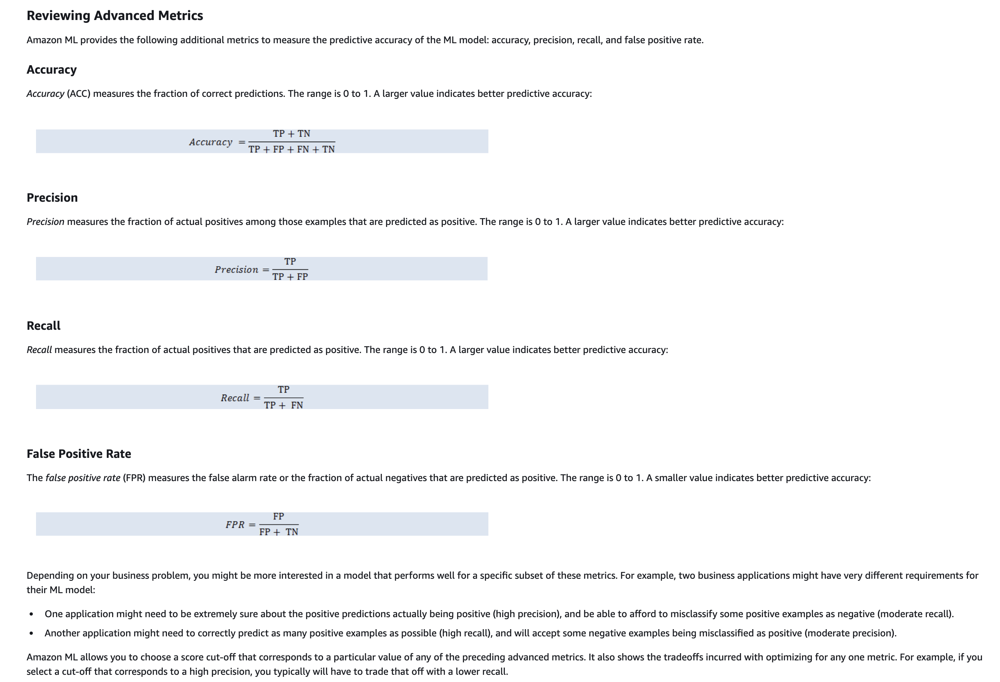 Reviewing Advanced Metrics
Amazon ML provides the following additional metrics to measure the predictive accuracy of the ML model: accuracy, precision, recall, and false positive rate.
Accuracy
Accuracy (ACC) measures the fraction of correct predictions. The range is 0 to 1. A larger value indicates better predictive accuracy:
TP + TN
Accuracy =
TP + FP + FN + TN
Precision
Precision measures the fraction of actual positives among those examples that are predicted as positive. The range is 0 to 1. A larger value indicates better predictive accuracy:
TP
Precision =
TP + FP
Recall
Recall measures the fraction of actual positives that are predicted as positive. The range is 0 to 1. A larger value indicates better predictive accuracy:
TP
Recall =
TP + FN
False Positive Rate
The false positive rate (FPR) measures the false alarm rate or the fraction of actual negatives that are predicted as positive. The range is 0 to 1. A smaller value indicates better predictive accuracy:
FP
FPR =
FP + TN
Depending on your business problem, you might be more interested in a model that performs well for a specific subset of these metrics. For example, two business applications might have very different requirements for
their ML model:
• One application might need to be extremely sure about the positive predictions actually being positive (high precision), and be able to afford to misclassify some positive examples as negative (moderate recall).
• Another application might need to correctly predict as many positive examples as possible (high recall), and will accept some negative examples being misclassified as positive (moderate precision).
Amazon ML allows you to choose a score cut-off that corresponds to a particular value of any of the preceding advanced metrics. It also shows the tradeoffs incurred with optimizing for any one metric. For example, if you
select a cut-off that corresponds to a high precision, you typically will have to trade that off with a lower recall.